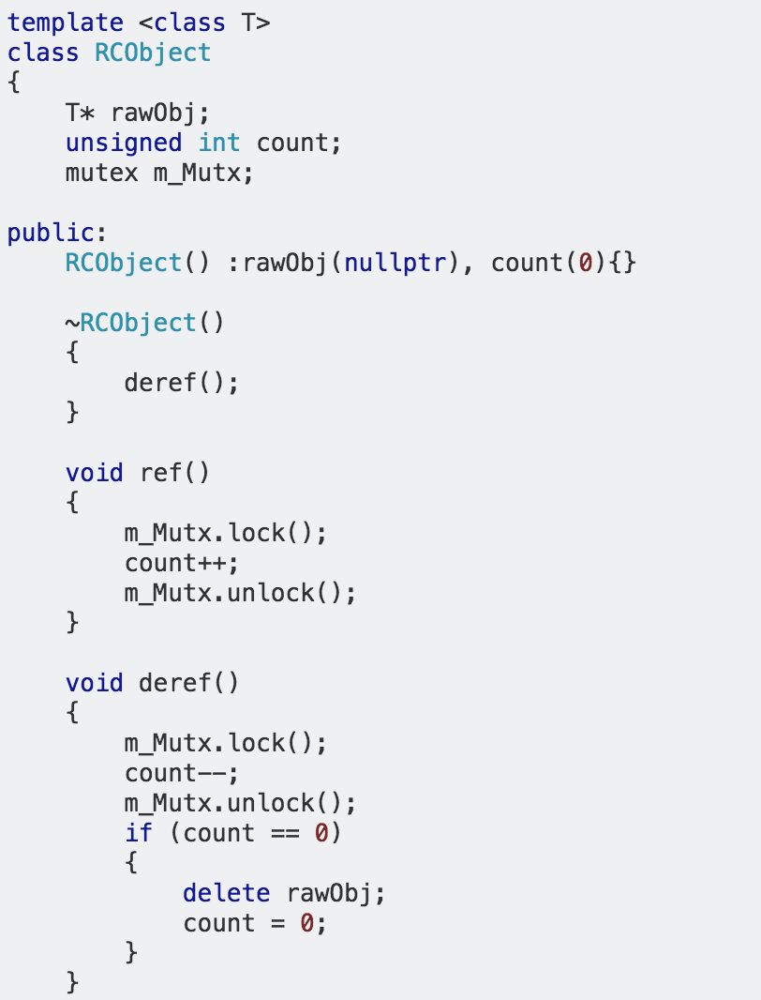 template <class T>
class RCObject
{
    T* rawObj;
    unsigned int count;
    mutex m_Mutx;

public:
    RCObject() :rawObj(nullptr), count(0){}

    ~RCObject()
    {
        deref();
    }

    void ref()
    {
        m_Mutx.lock();
        count++;
        m_Mutx.unlock();
    }

    void deref()
    {
        m_Mutx.lock();
        count--;
        m_Mutx.unlock();
        if (count == 0)
        {
            delete rawObj;
            count = 0;
        }
    }